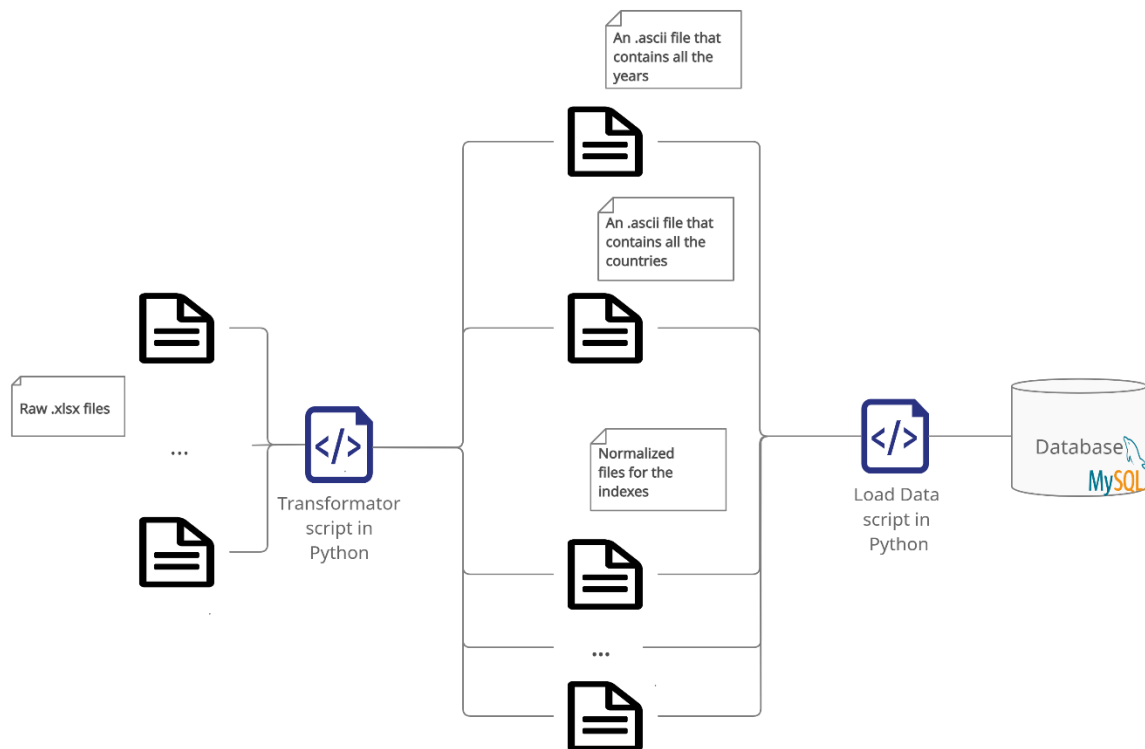 An .ascii file that
contains all the
years
An .ascii file that
contains all the
countries
Raw .xlsx files
...
</>
Transformator
script in
Python
Normalized
files for the
indexes
...
</>
Load Data
script in
Python
Database
MySQL